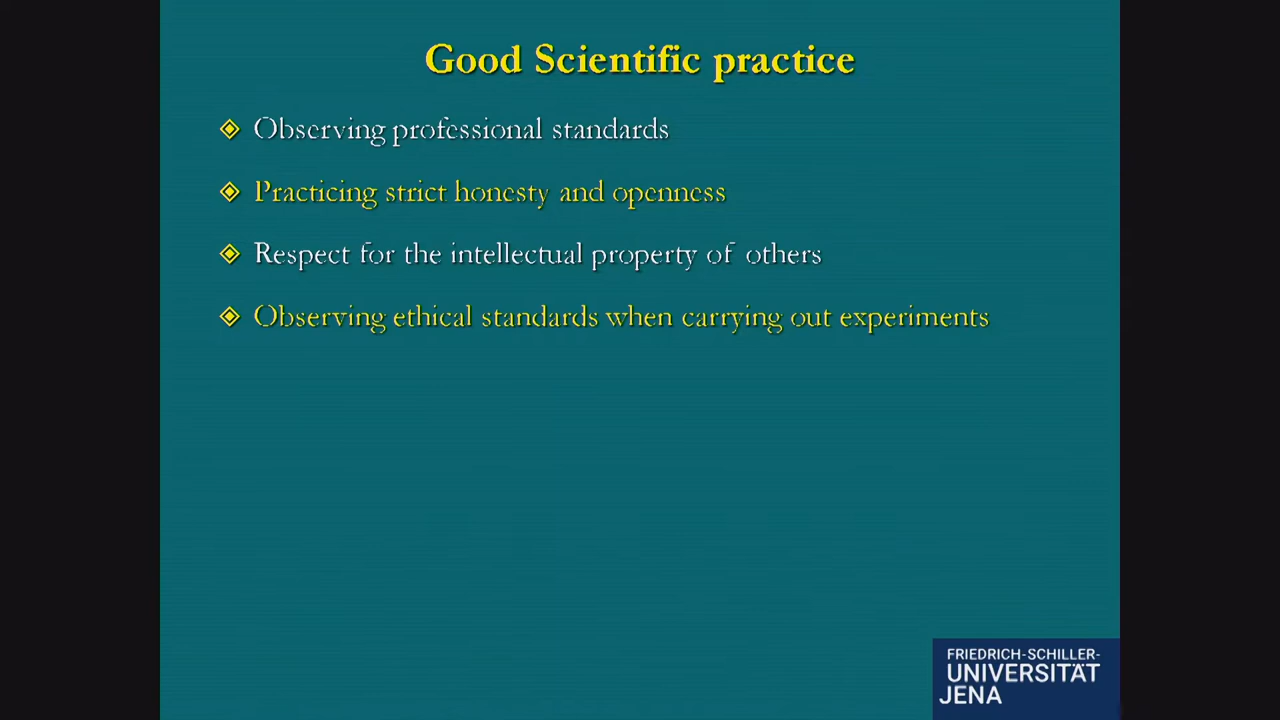 Good Scientific practice
Observing professional standards
Practicing strict honesty and openness
Respect for the intellectual property of others
Observing ethical standards when carrying out experiments
FRIEDRICH-SCHILLER-
UNIVERSITÄT
JENA